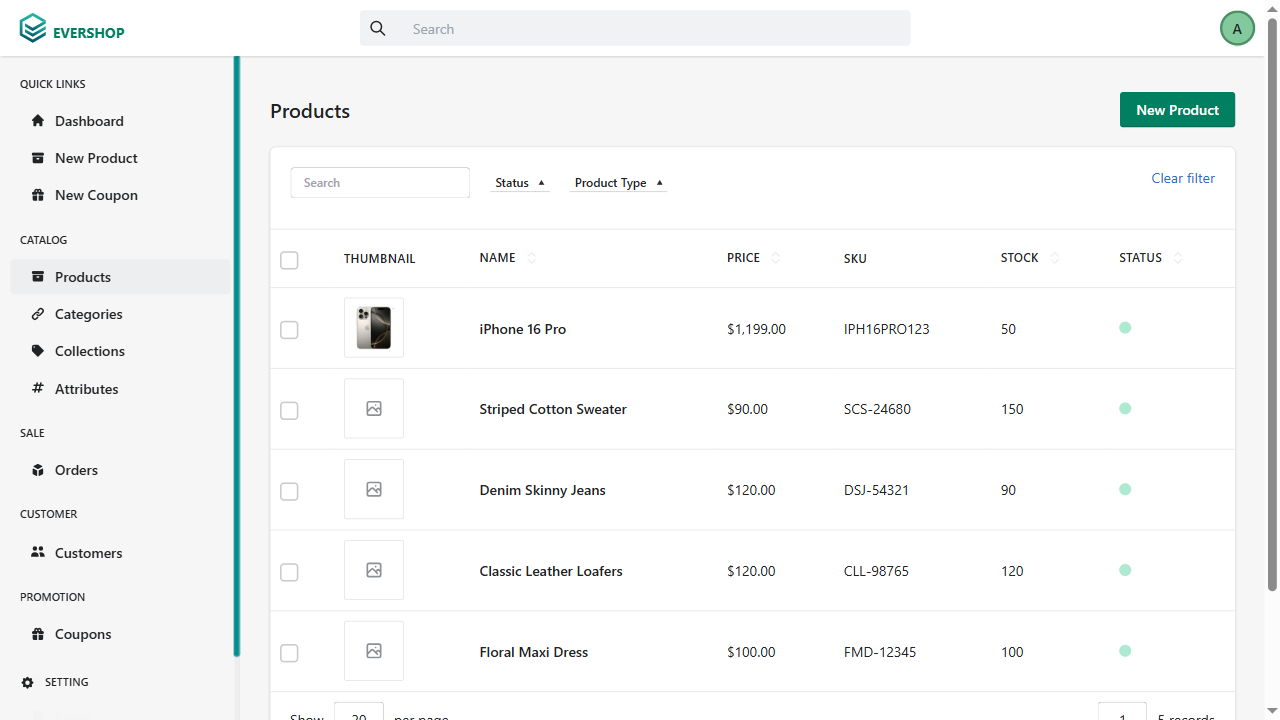 EVERSHOP
Search
A
QUICK LINKS
Dashboard
New Product
New Coupon
CATALOG
Products
Categories
Collections
Attributes
SALE
Orders
CUSTOMER
Customers
PROMOTION
Coupons
SETTING
Products
New Product
Search
Status
Product Type
Clear filter
THUMBNAIL NAME PRICE SKU STOCK STATUS
iPhone 16 Pro $1,199.00 IPH16PRO123 50
Striped Cotton Sweater $90.00 SCS-24680 150
Denim Skinny Jeans $120.00 DSJ-54321 90
Classic Leather Loafers $120.00 CLL-98765 120
Floral Maxi Dress $100.00 FMD-12345 100
Show 20 per page 1 5 records